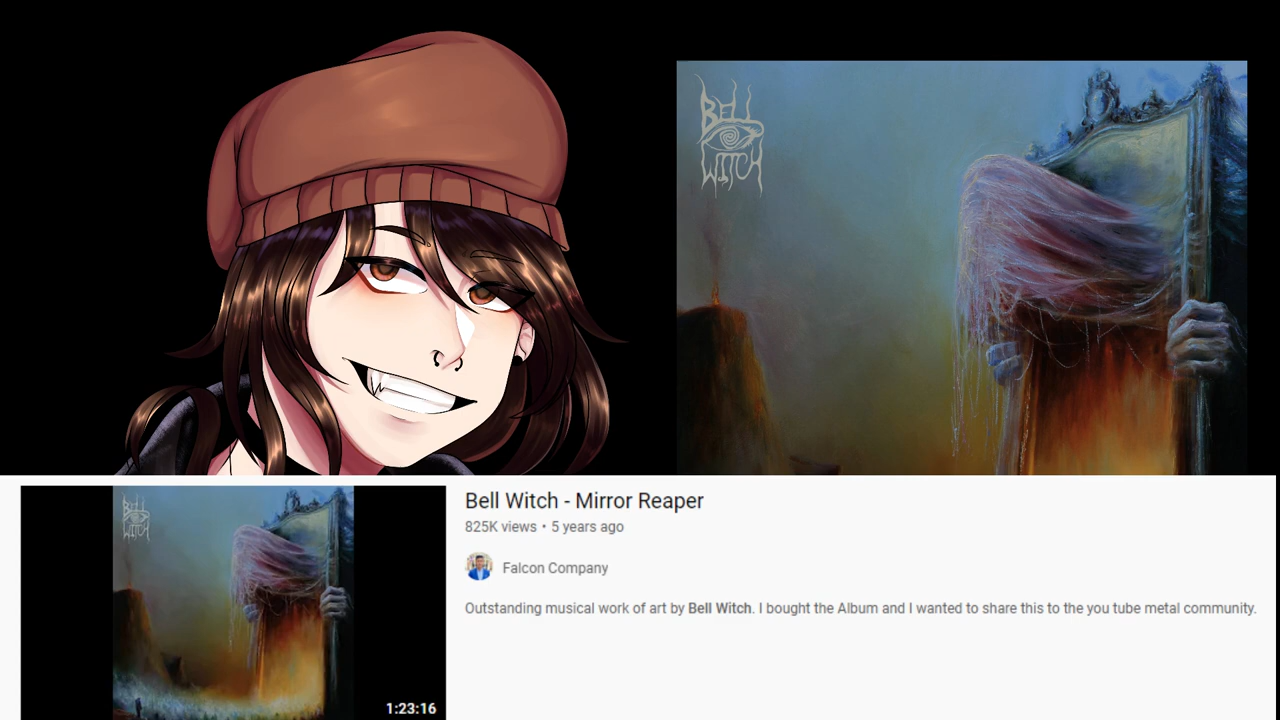 BELL
WITCH
Bell Witch - Mirror Reaper
825K views • 5 years ago
Falcon Company
Outstanding musical work of art by Bell Witch. I bought the Album and I wanted to share this to the you tube metal community.
BELL
WITCH
1:23:16